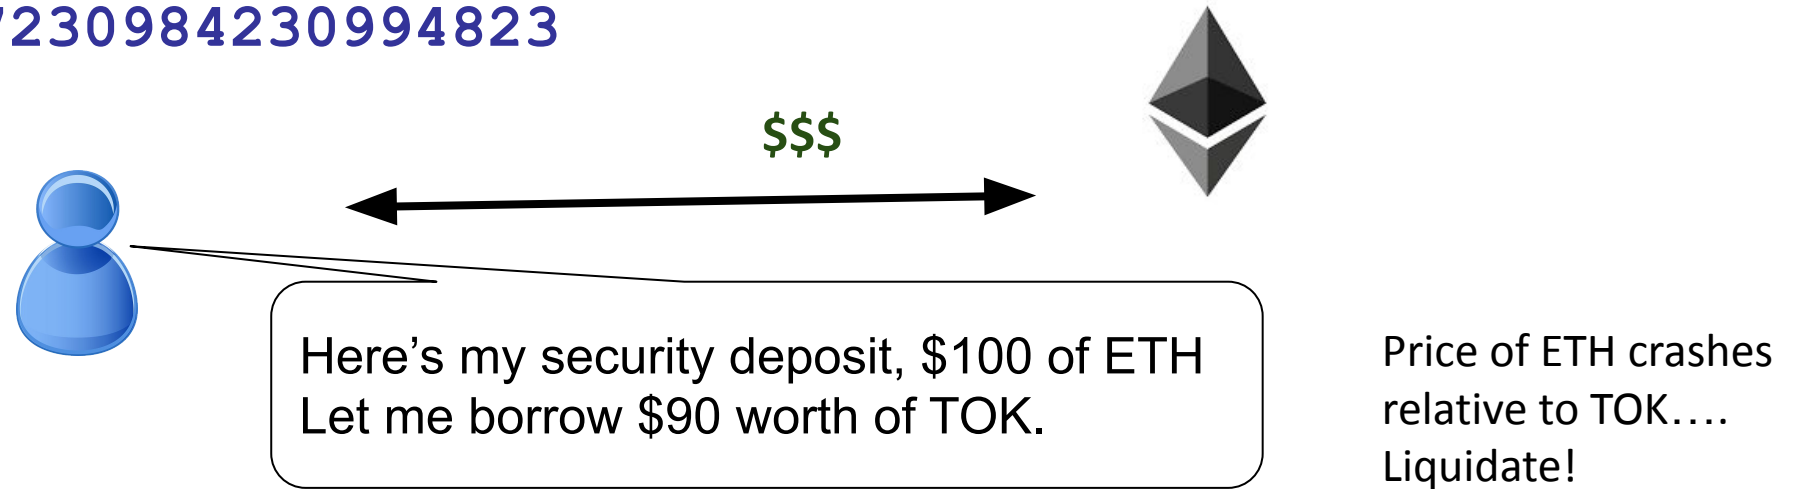 7230984230994823
$$$
Here’s my security deposit, $100 of ETH
Let me borrow $90 worth of TOK.
Price of ETH crashes
relative to TOK….
Liquidate!